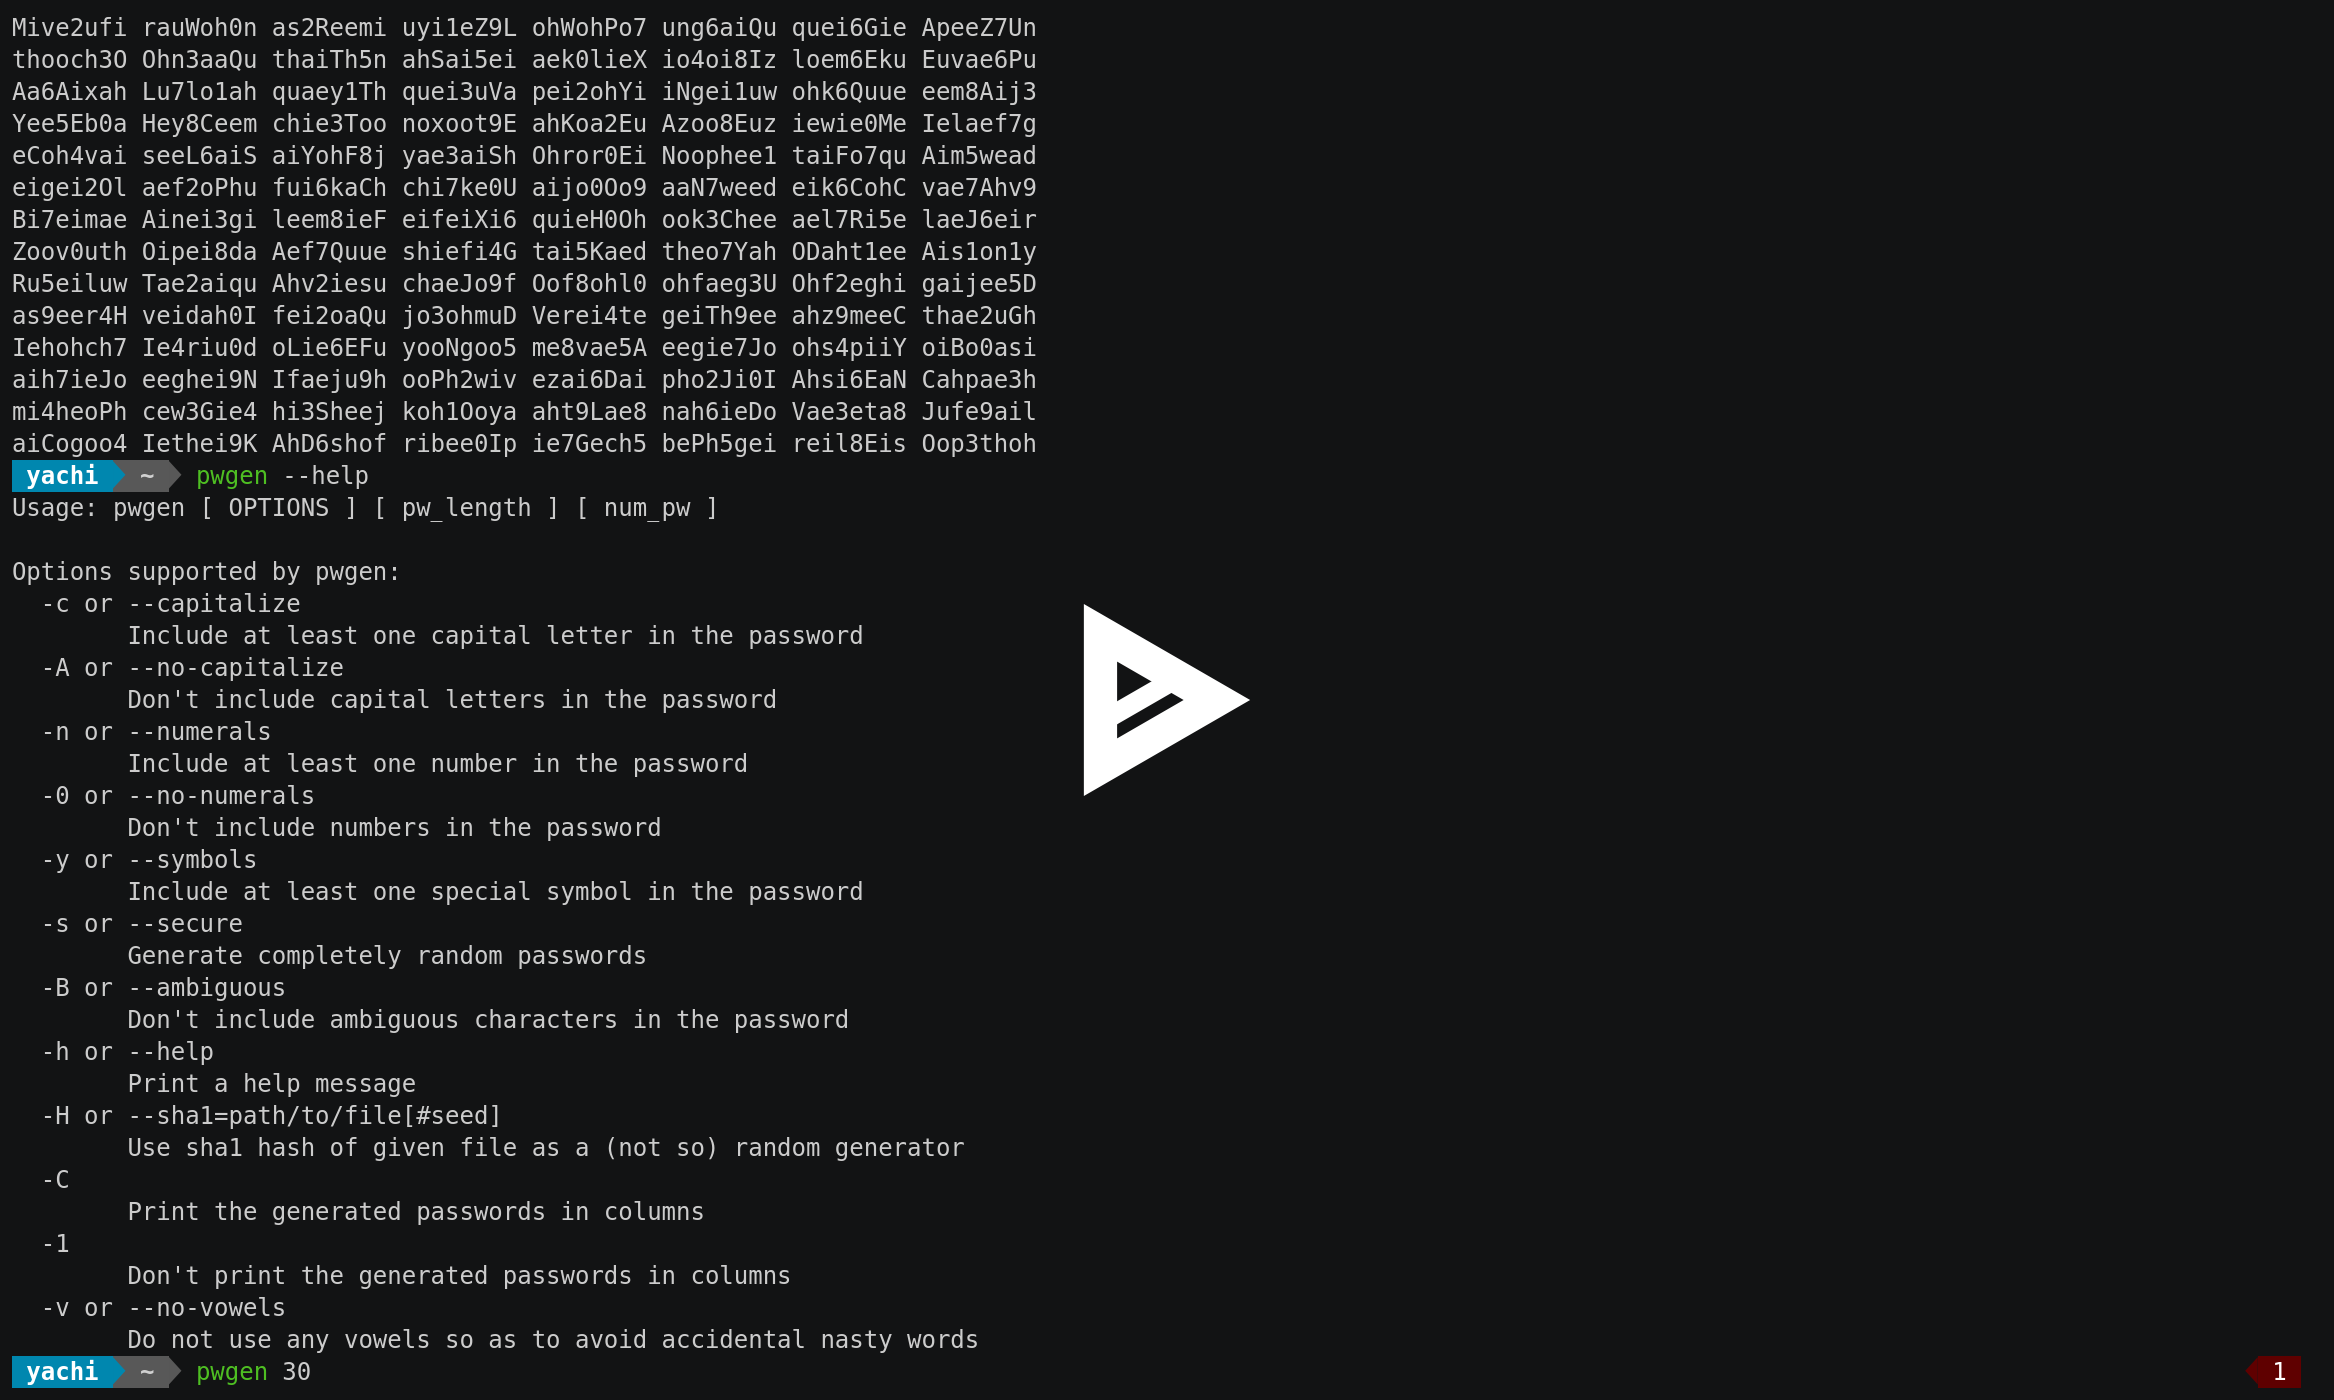 Mive2ufi rauWoh0n as2Reemi uyi1eZ9L ohWohPo7 ung6aiQu quei6Gie ApeeZ7Un
thooch3O Ohn3aaQu thaiTh5n ahSai5ei aek0lieX io4oi8Iz loem6Eku Euvae6Pu
Aa6Aixah Lu7lo1ah quaey1Th quei3uVa pei2ohYi iNgei1uw ohk6Quue eem8Aij3
Yee5Eb0a Hey8Ceem chie3Too noxoot9E ahKoa2Eu Azoo8Euz iewie0Me Ielaef7g
eCoh4vai seeL6aiS aiYohF8j yae3aiSh Ohror0Ei Noophee1 taiFo7qu Aim5wead
eigei2Ol aef2oPhu fui6kaCh chi7ke0U aijo0Oo9 aaN7weed eik6CohC vae7Ahv9
Bi7eimae Ainei3gi leem8ieF eifeiXi6 quieH0Oh ook3Chee ael7Ri5e laeJ6eir
Zoov0uth Oipei8da Aef7Quue shiefi4G tai5Kaed theo7Yah ODaht1ee Ais1on1y
Ru5eiluw Tae2aiqu Ahv2iesu chaeJo9f Oof8ohl0 ohfaeg3U Ohf2eghi gaijee5D
as9eer4H veidah0I fei2oaQu jo3ohmuD Verei4te geiTh9ee ahz9meeC thae2uGh
Iehohch7 Ie4riu0d oLie6EFu yooNgoo5 me8vae5A eegie7Jo ohs4piiY oiBo0asi
aih7ieJo eeghei9N Ifaeju9h ooPh2wiv ezai6Dai pho2Ji0I Ahsi6EaN Cahpae3h
mi4heoPh cew3Gie4 hi3Sheej koh1Ooya aht9Lae8 nah6ieDo Vae3eta8 Jufe9ail
aiCogoo4 Iethei9K AhD6shof ribee0Ip ie7Gech5 bePh5gei reil8Eis Oop3thoh
yachi ~ pwgen --help
Usage: pwgen [ OPTIONS ] [ pw_length ] [ num_pw ]
Options supported by pwgen:
-c or --capitalize
Include at least one capital letter in the password
-A or --no-capitalize
Don't include capital letters in the password
-n or --numerals
Include at least one number in the password
-0 or --no-numerals
Don't include numbers in the password
-y or --symbols
Include at least one special symbol in the password
-s or --secure
Generate completely random passwords
-B or --ambiguous
Don't include ambiguous characters in the password
-h or --help
Print a help message
-H or --sha1=path/to/file[#seed]
Use sha1 hash of given file as a (not so) random generator
-C
Print the generated passwords in columns
-1
Don't print the generated passwords in columns
-v or --no-vowels
Do not use any vowels so as to avoid accidental nasty words
yachi ~ pwgen 30 1